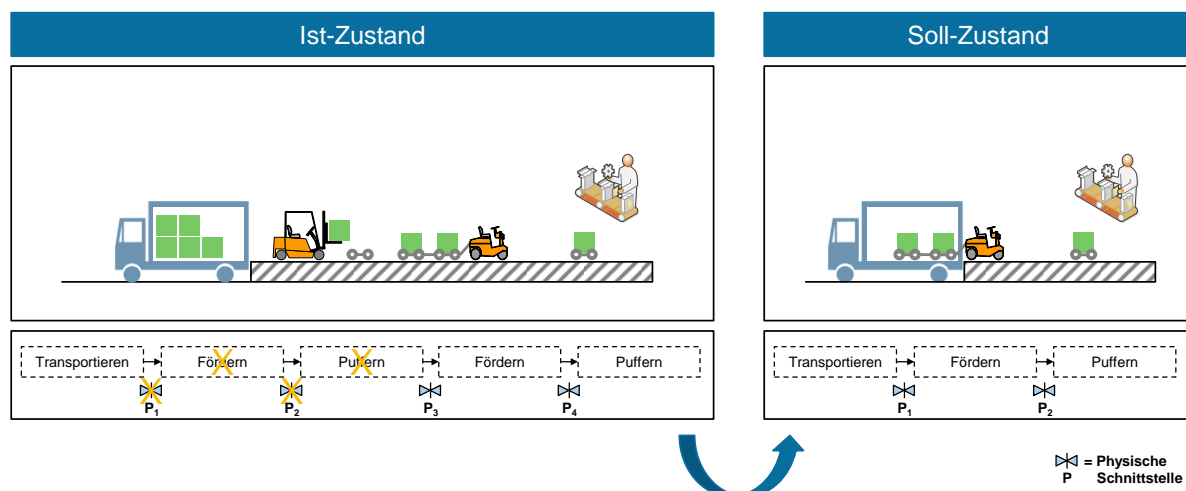 Ist-Zustand
Transportieren
Fördern
Puffern
Fördern
Puffern
P1
P2
P3
P4
Soll-Zustand
Transportieren
Fördern
Puffern
P1
P2
= Physische
P Schnittstelle